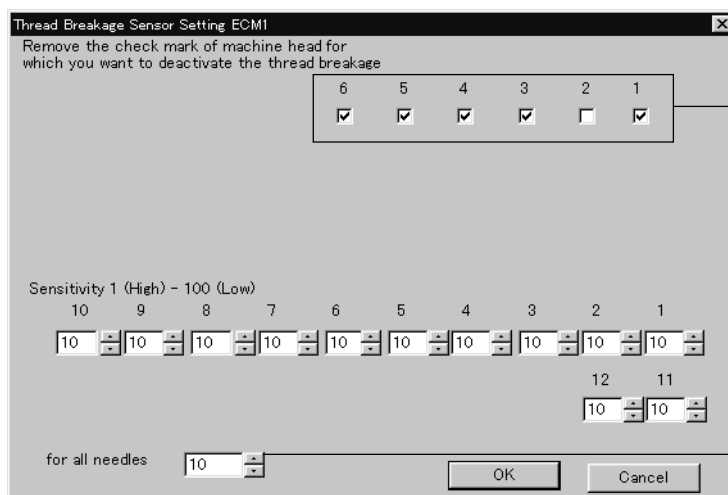 Thread Breakage Sensor Setting ECM1
Remove the check mark of machine head for
which you want to deactivate the thread breakage
6 5 4 3 2 1
Sensitivity 1 (High) - 100 (Low)
10 9 8 7 6 5 4 3 2 1
10 10 10 10 10 10 10 10 10 10
12 11
10 10
for all needles 10
OK Cancel